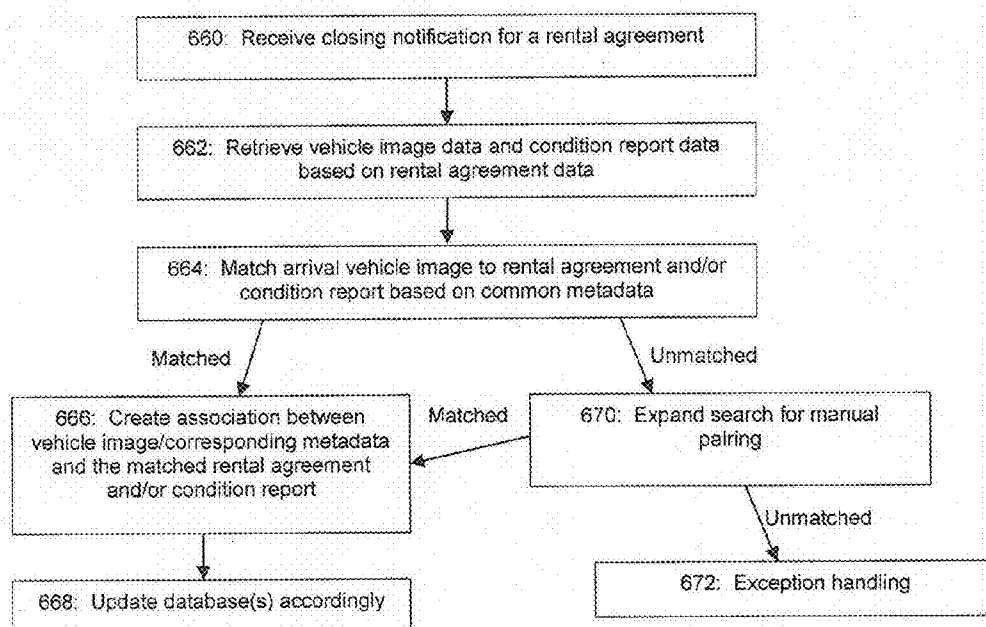 660: Receive closing notification for a rental agreement
662: Retrieve vehicle image data and condition report data
based on rental agreement data
664: Match arrival vehicle image to rental agreement and/or
condition report based on common metadata
Matched
Unmatched
666: Create association between
vehicle image/corresponding metadata
and the matched rental agreement
and/or condition report
Matched
670: Expand search for manual
pairing
Unmatched
668: Update database(s) accordingly
672: Exception handling